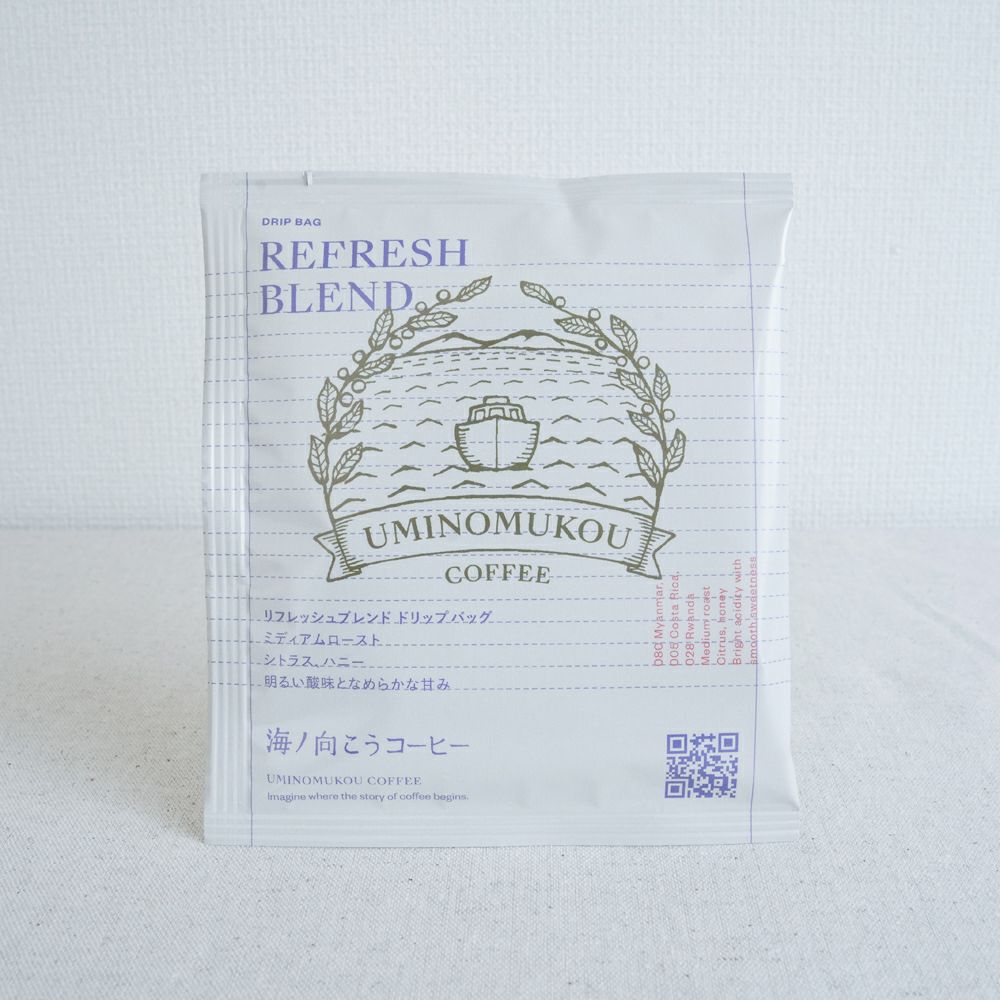 DRIP BAG
REFRESH
BLEND
UMINOMUKOU
COFFEE
080 Myanmar,
005 Costa Rica,
028 Rwanda
Medium roast
Citrus, honey
Bright acidity with
smooth sweetness
リフレッシュブレンド ドリップバッグ
ミディアムロースト
シトラス、ハニー
明るい酸味となめらかな甘み
海ノ向こうコーヒー
UMINOMUKOU COFFEE
Imagine where the story of coffee begins.